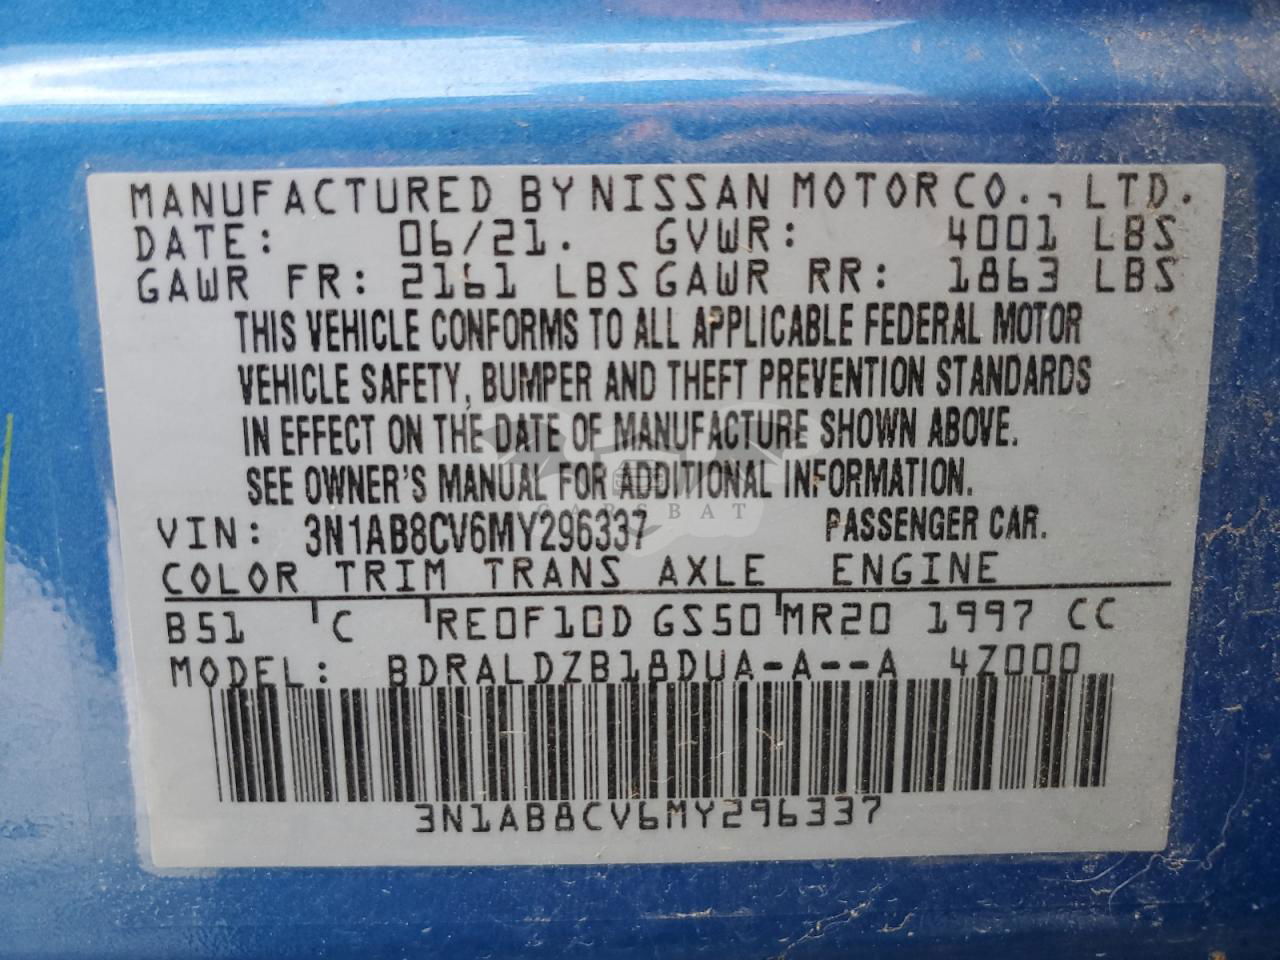 MANUFACTURED BY NISSAN MOTOR CO., LTD.
DATE: 06/21. GVWR: 4001 LBS
GAWR FR: 2161 LBS GAWR RR: 1863 LBS
THIS VEHICLE CONFORMS TO ALL APPLICABLE FEDERAL MOTOR
VEHICLE SAFETY, BUMPER AND THEFT PREVENTION STANDARDS
IN EFFECT ON THE DATE OF MANUFACTURE SHOWN ABOVE.
SEE OWNER'S MANUAL FOR ADDITIONAL INFORMATION.
CARSBAT
VIN: 3N1AB8CV6MY296337 PASSENGER CAR.
COLOR TRIM TRANS AXLE ENGINE
B51 C RE0F10D GS50 MR20 1997 CC
MODEL: BDRALDZB18DUA-A--A 4Z000
3N1AB8CV6MY296337